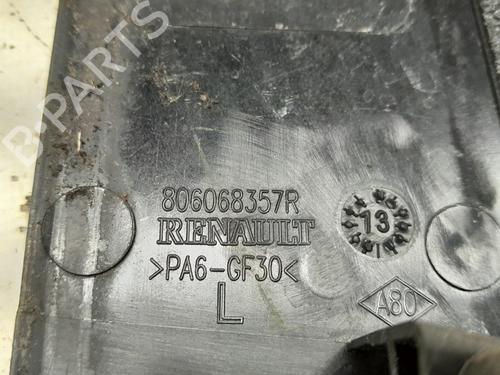 B-PARTS
806068357R
RENAULT
13
>PA6-GF30<
A80
L